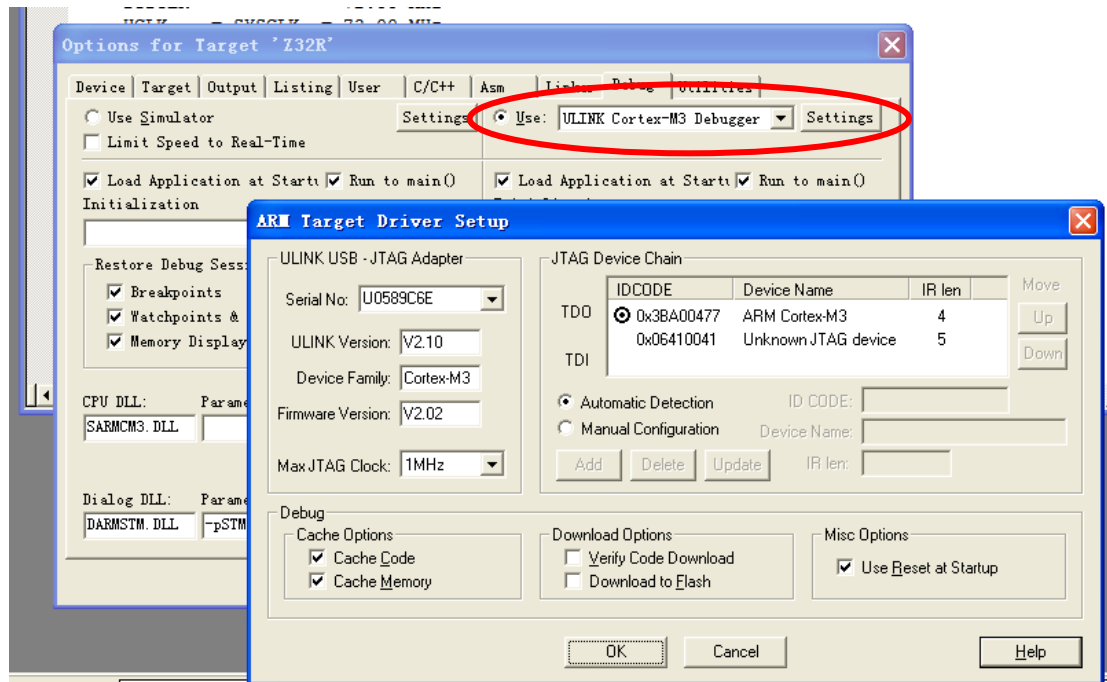 HCLK = SYSCLK = 72.00 MHz
Options for Target 'Z32R'
Device Target Output Listing User C/C++ Asm Linker Debug Utilities
Use Simulator Settings Use: ULINK Cortex-M3 Debugger Settings
Limit Speed to Real-Time
Load Application at Startu Run to main() Load Application at Startu Run to main()
Initialization
ARM Target Driver Setup
Restore Debug Sess
Breakpoints
Watchpoints &
Memory Display
CPU DLL: Parame
SARMCM3.DLL
Dialog DLL: Parame
DARMSTM.DLL -pSTM
ULINK USB - JTAG Adapter
Serial No: U0589C6E
ULINK Version: V2.10
Device Family: Cortex-M3
Firmware Version: V2.02
Max JTAG Clock: 1MHz
JTAG Device Chain
IDCODE Device Name IR len Move
TDO 0x3BA00477 ARM Cortex-M3 4 Up
0x06410041 Unknown JTAG device 5
TDI Down
Automatic Detection ID CODE:
Manual Configuration Device Name:
Add Delete Update IR len:
Debug
Cache Options
Cache Code
Cache Memory
Download Options
Verify Code Download
Download to Flash
Misc Options
Use Reset at Startup
OK Cancel Help